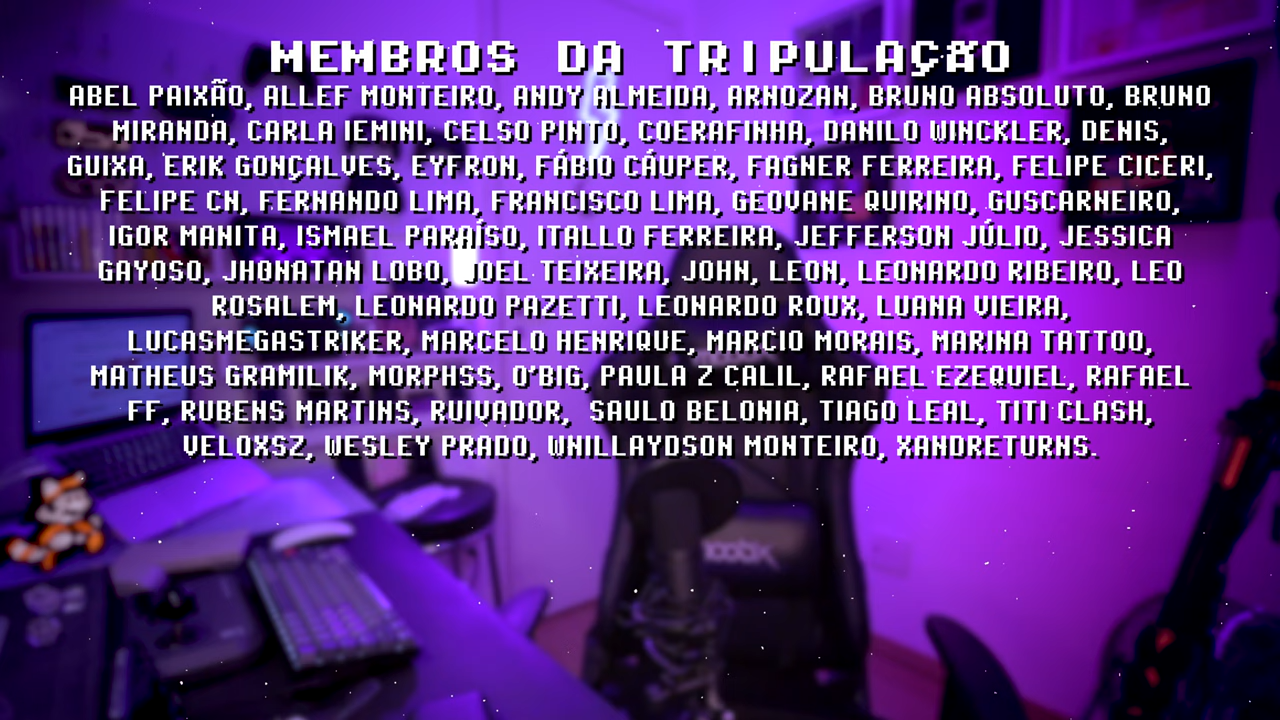 MEMBROS DA TRIPULAÇÃO
ABEL PAIXÃO, ALLEF MONTEIRO, ANDY ALMEIDA, ARNOZAN, BRUNO ABSOLUTO, BRUNO
MIRANDA, CARLA IEMINI, CELSO PINTO, COERAFINHA, DANILO WINCKLER, DENIS,
GUIXA, ERIK GONÇALVES, EYFRON, FÁBIO CÁUPER, FAGNER FERREIRA, FELIPE CICERI,
FELIPE CN, FERNANDO LIMA, FRANCISCO LIMA, GEOVANE QUIRINO, GUSCARNEIRO,
IGOR MANITA, ISMAEL PARAÍSO, ITALLO FERREIRA, JEFFERSON JÚLIO, JESSICA
GAYOSO, JHONATAN LOBO, JOEL TEIXEIRA, JOHN, LEON, LEONARDO RIBEIRO, LEO
ROSALEM, LEONARDO PAZETTI, LEONARDO ROUX, LUANA VIEIRA,
LUCASMEGASTRIKER, MARCELO HENRIQUE, MARCIO MORAIS, MARINA TATTOO,
MATHEUS GRAMILIK, MORPHSS, O'BIG, PAULA Z CALIL, RAFAEL EZEQUIEL, RAFAEL
FF, RUBENS MARTINS, RUIVADOR, SAULO BELONIA, TIAGO LEAL, TITI CLASH,
VELOXSZ, WESLEY PRADO, WNILLAYDSON MONTEIRO, XANDRETURNS.